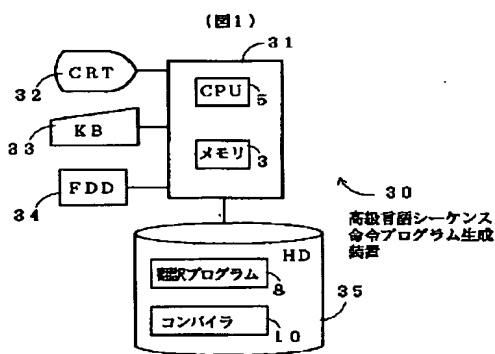 (図1)
31
CRT
32
CPU
5
KB
33
メモリ
3
FDD
34
30
高級言語シーケンス
命令プログラム生成
装置
HD
翻訳プログラム
8
35
コンパイラ
10